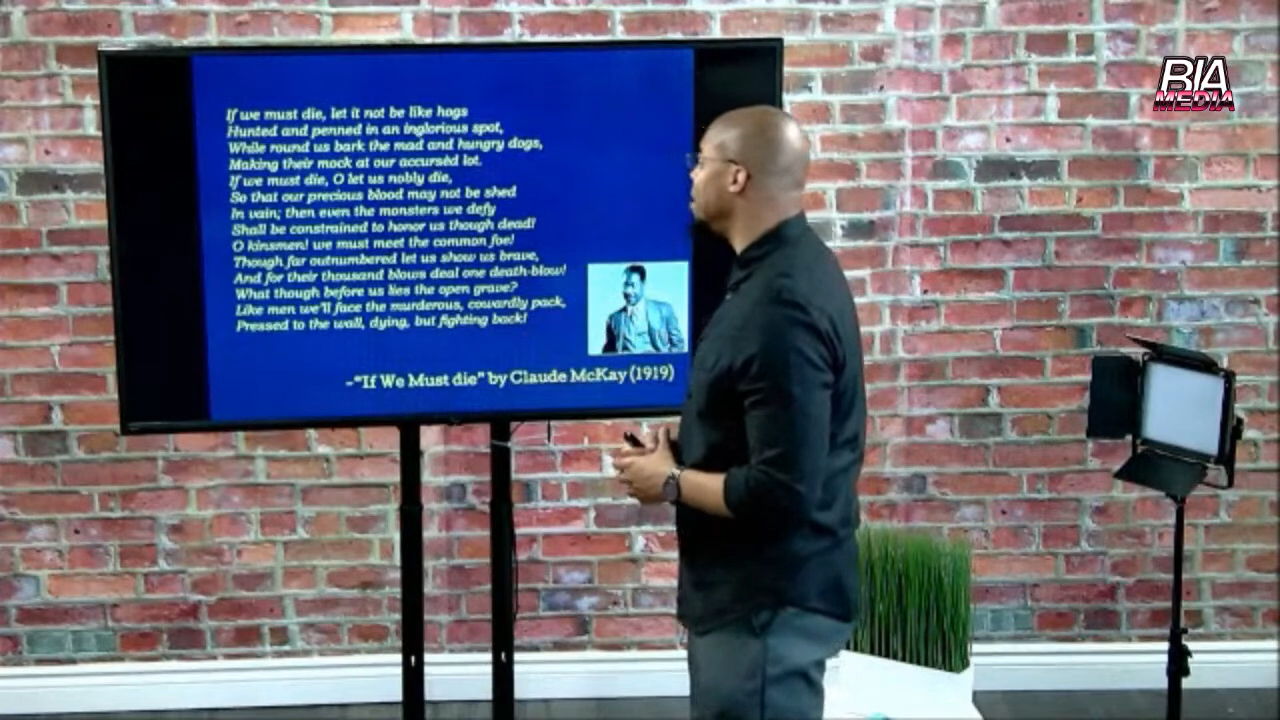 If we must die, let it not be like hogs
Hunted and penned in an inglorious spot,
While round us bark the mad and hungry dogs,
Making their mock at our accursèd lot.
If we must die, O let us nobly die,
So that our precious blood may not be shed
In vain; then even the monsters we defy
Shall be constrained to honor us though dead!
O kinsmen! we must meet the common foe!
Though far outnumbered let us show us brave,
And for their thousand blows deal one death-blow!
What though before us lies the open grave?
Like men we'll face the murderous, cowardly pack,
Pressed to the wall, dying, but fighting back!
-"If We Must die" by Claude McKay (1919)
BIA
MEDIA